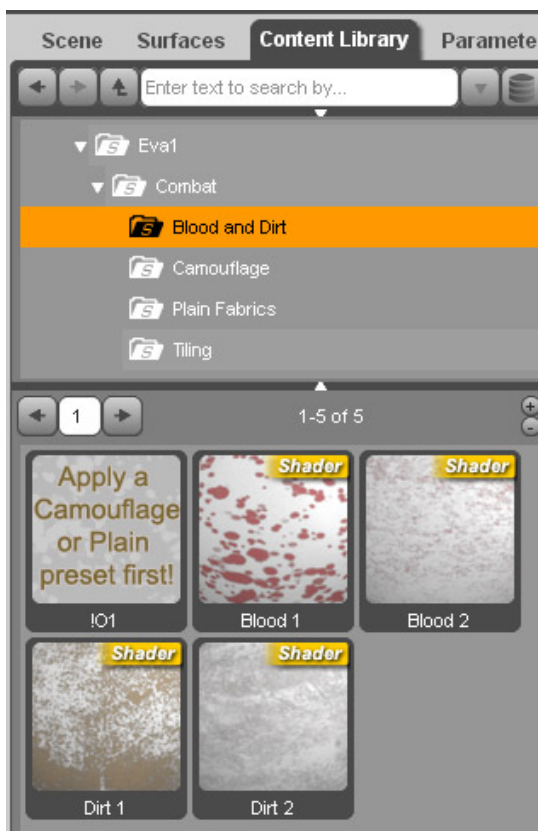 Scene Surfaces Content Library Paramete
Enter text to search by...
Eva1
Combat
Blood and Dirt
Camouflage
Plain Fabrics
Tiling
1 1-5 of 5
Apply a
Camouflage
or Plain
preset first!
Shader
Shader
!O1 Blood 1 Blood 2
Shader
Shader
Dirt 1 Dirt 2